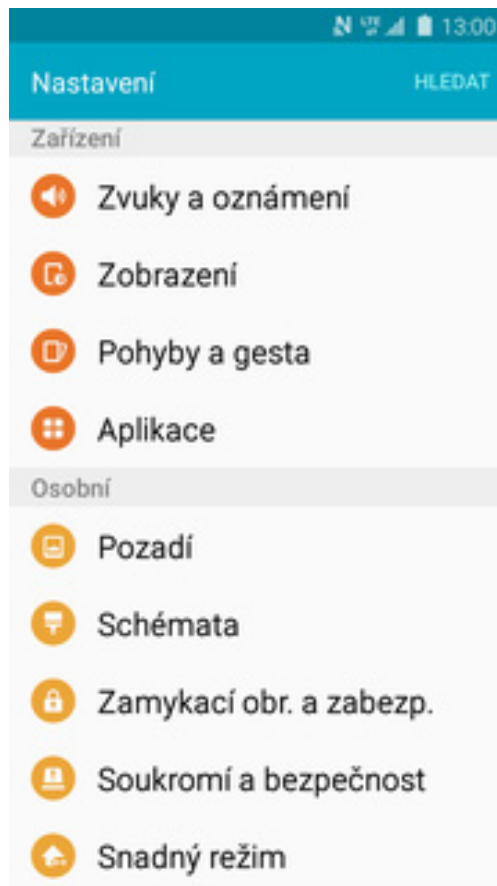 13:00
Nastavení HLEDAT
Zařízení
Zvuky a oznámení
Zobrazení
Pohyby a gesta
Aplikace
Osobní
Pozadí
Schémata
Zamykací obr. a zabezp.
Soukromí a bezpečnost
Snadný režim